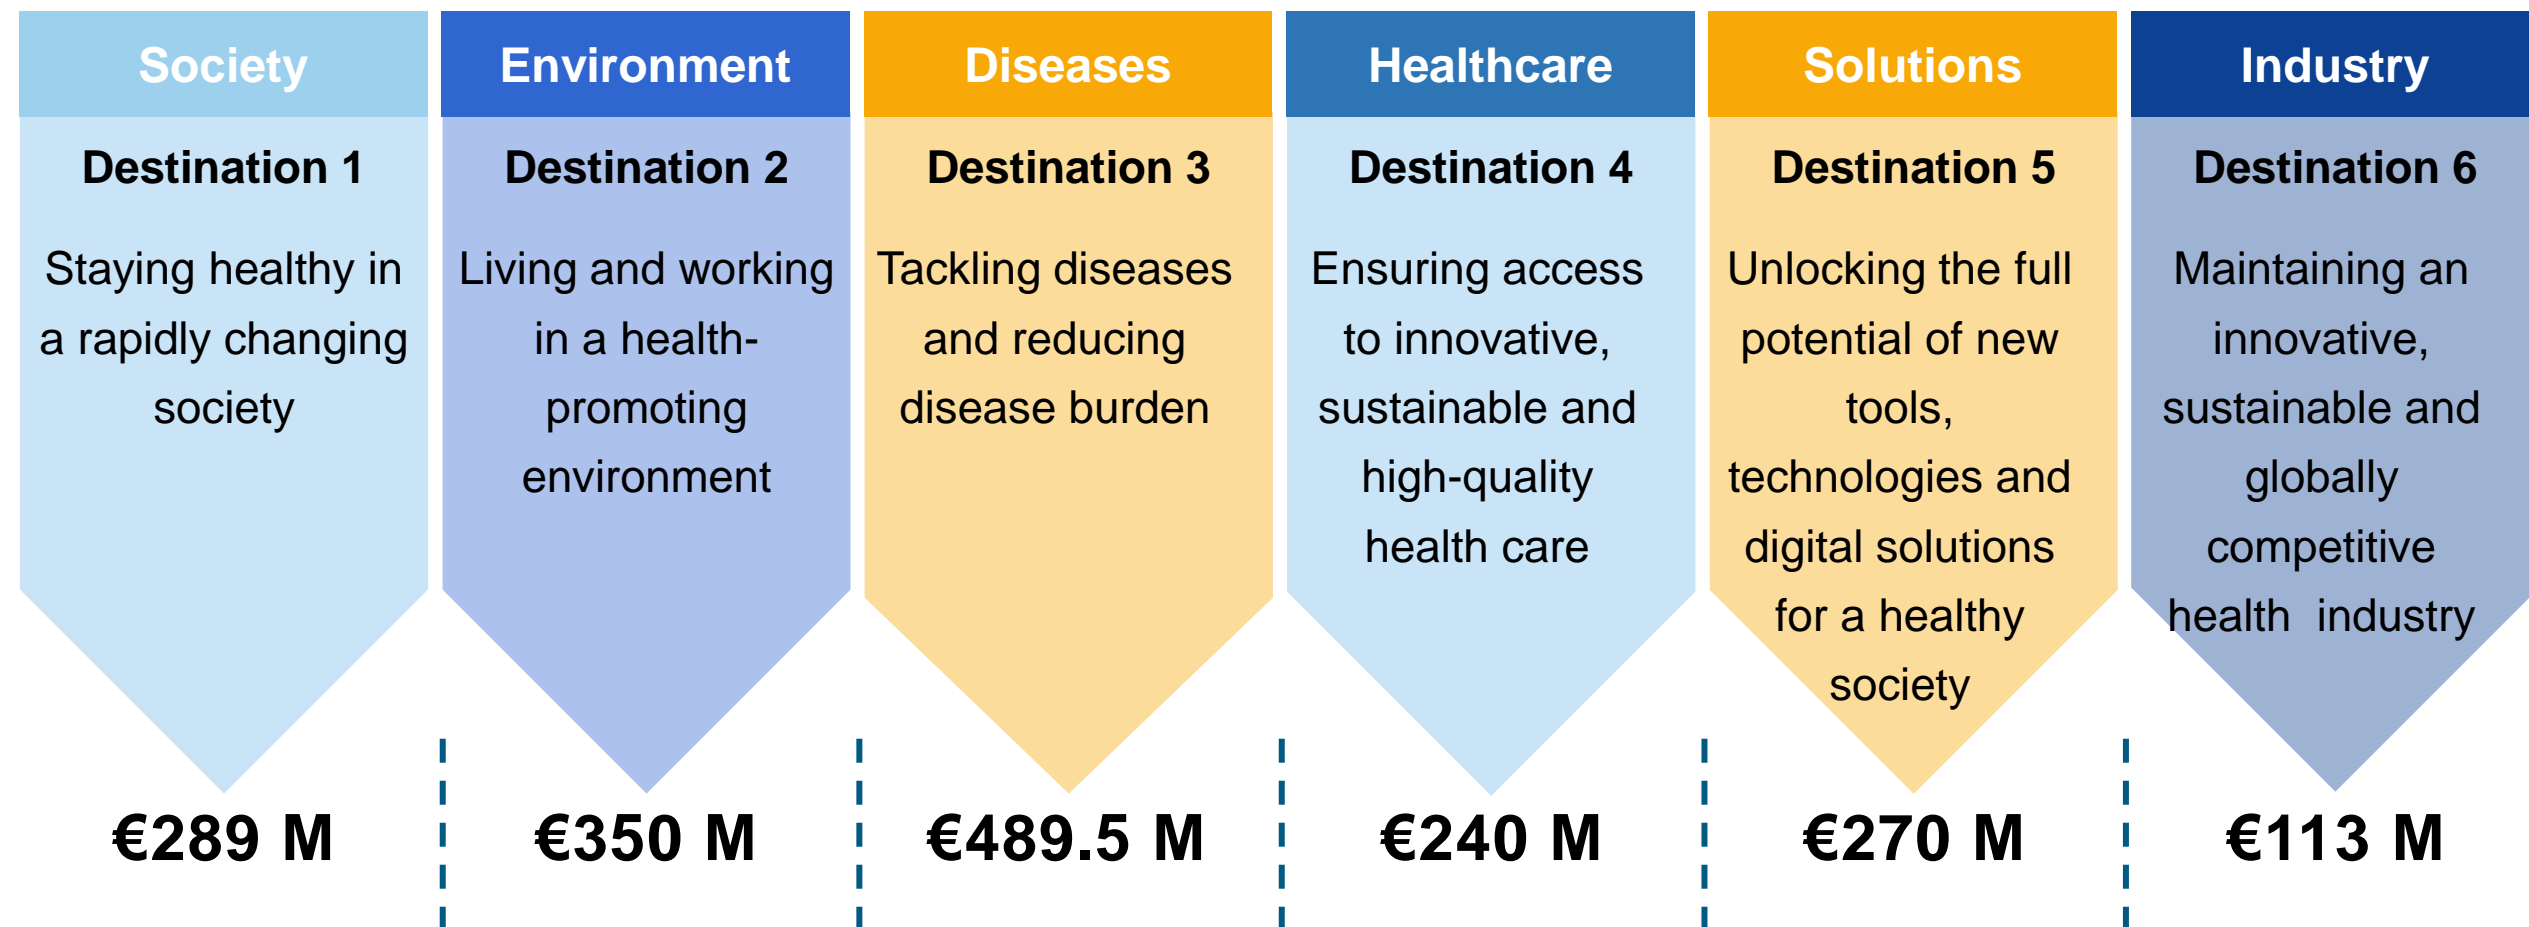 Society
Destination 1
Staying healthy in
a rapidly changing
society
€289 M
Environment
Destination 2
Living and working
in a health-
promoting
environment
€350 M
Diseases
Destination 3
Tackling diseases
and reducing
disease burden
€489.5 M
Healthcare
Destination 4
Ensuring access
to innovative,
sustainable and
high-quality
health care
€240 M
Solutions
Destination 5
Unlocking the full
potential of new
tools,
technologies and
digital solutions
for a healthy
society
€270 M
Industry
Destination 6
Maintaining an
innovative,
sustainable and
globally
competitive
health  industry
€113 M